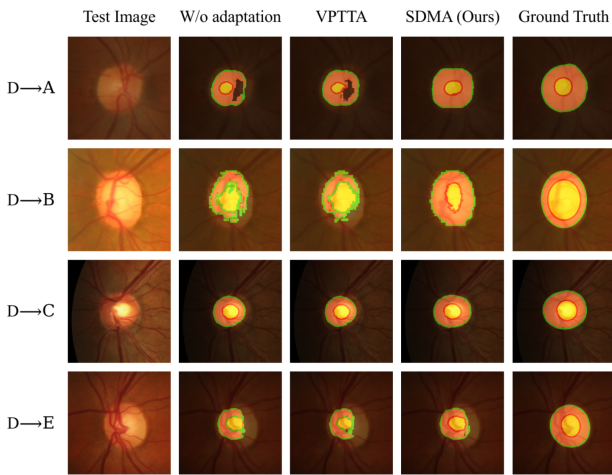 Test Image W/o adaptation VPTTA SDMA (Ours) Ground Truth
D⟶A
D⟶B
D⟶C
D⟶E